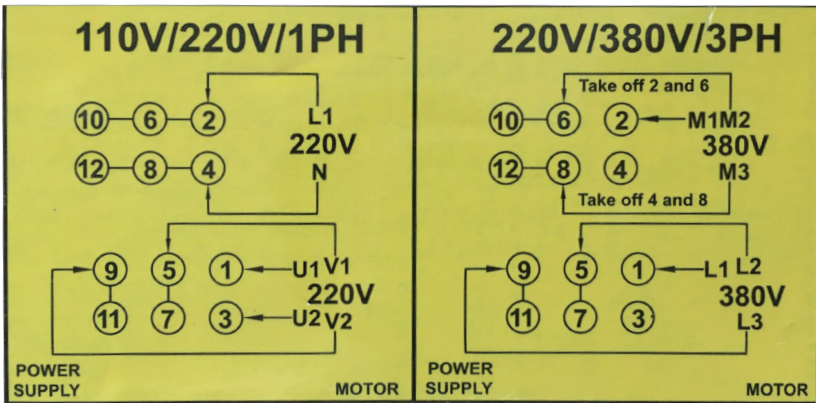 110V/220V/1PH
10 6 2 L1
220V
12 8 4 N
9 5 1 U1 V1
220V
11 7 3 U2 V2
POWER
SUPPLY
MOTOR
220V/380V/3PH
Take off 2 and 6
10 6 2 M1M2
380V
12 8 4 M3
Take off 4 and 8
9 5 1 L1 L2
380V
11 7 3 L3
POWER
SUPPLY
MOTOR